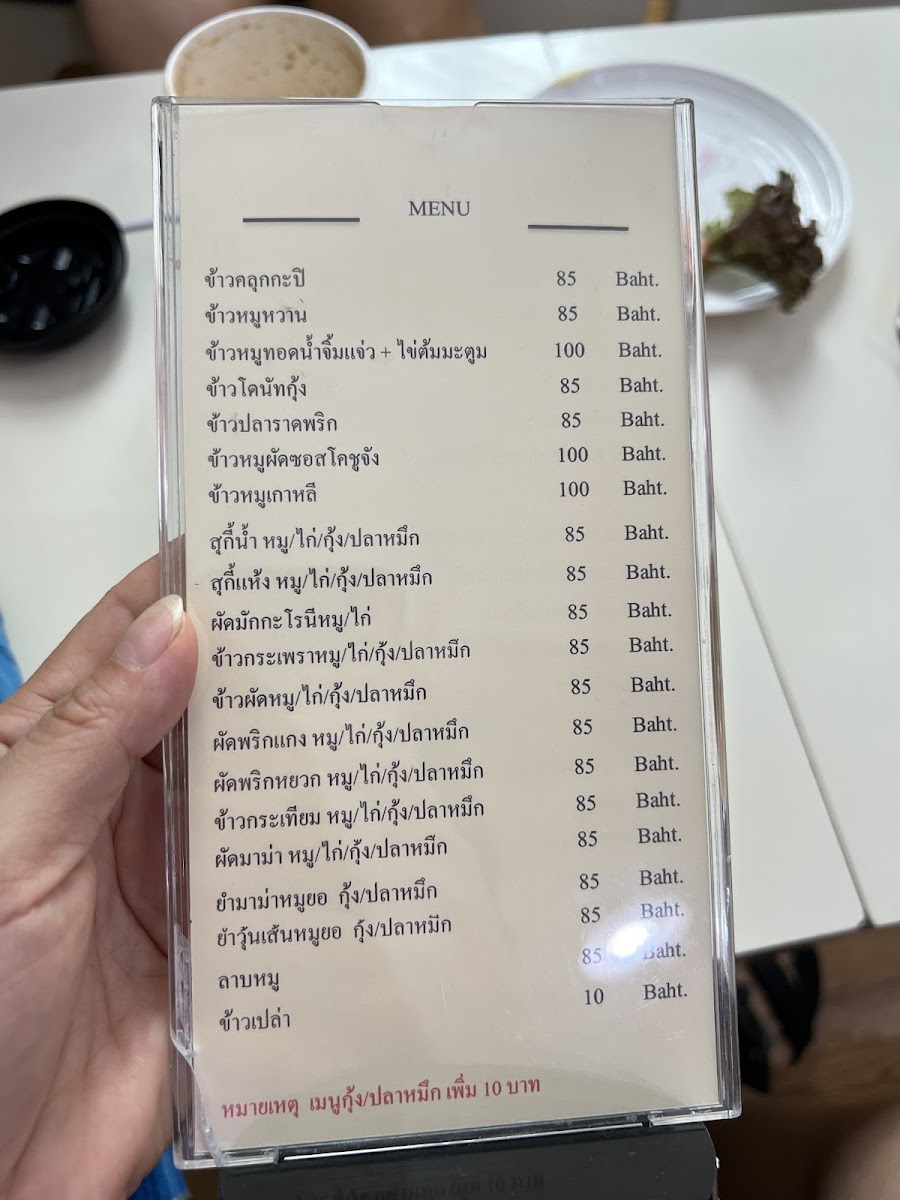 MENU
ข้าวคลุกกะปิ 85 Baht.
ข้าวหมูหวาน 85 Baht.
ข้าวหมูทอดน้ำจิ้มแจ่ว + ไข่ต้มมะตูม 100 Baht.
ข้าวโดนัทกุ้ง 85 Baht.
ข้าวปลาราดพริก 85 Baht.
ข้าวหมูผัดซอสโคชูจัง 100 Baht.
ข้าวหมูเกาหลี 100 Baht.
สุกี้น้ำ หมู/ไก่/กุ้ง/ปลาหมึก 85 Baht.
สุกี้แห้ง หมู/ไก่/กุ้ง/ปลาหมึก 85 Baht.
ผัดมักกะโรนีหมู/ไก่ 85 Baht.
ข้าวกระเพราหมู/ไก่/กุ้ง/ปลาหมึก 85 Baht.
ข้าวผัดหมู/ไก่/กุ้ง/ปลาหมึก 85 Baht.
ผัดพริกแกง หมู/ไก่/กุ้ง/ปลาหมึก 85 Baht.
ผัดพริกหยวก หมู/ไก่/กุ้ง/ปลาหมึก 85 Baht.
ข้าวกระเทียม หมู/ไก่/กุ้ง/ปลาหมึก 85 Baht.
ผัดมาม่า หมู/ไก่/กุ้ง/ปลาหมึก 85 Baht.
ยำมาม่าหมูยอ กุ้ง/ปลาหมึก 85 Baht.
ยำวุ้นเส้นหมูยอ กุ้ง/ปลาหมึก 85 Baht.
ลาบหมู 85 Baht.
ข้าวเปล่า 10 Baht.
หมายเหตุ เมนูกุ้ง/ปลาหมึก เพิ่ม 10 บาท